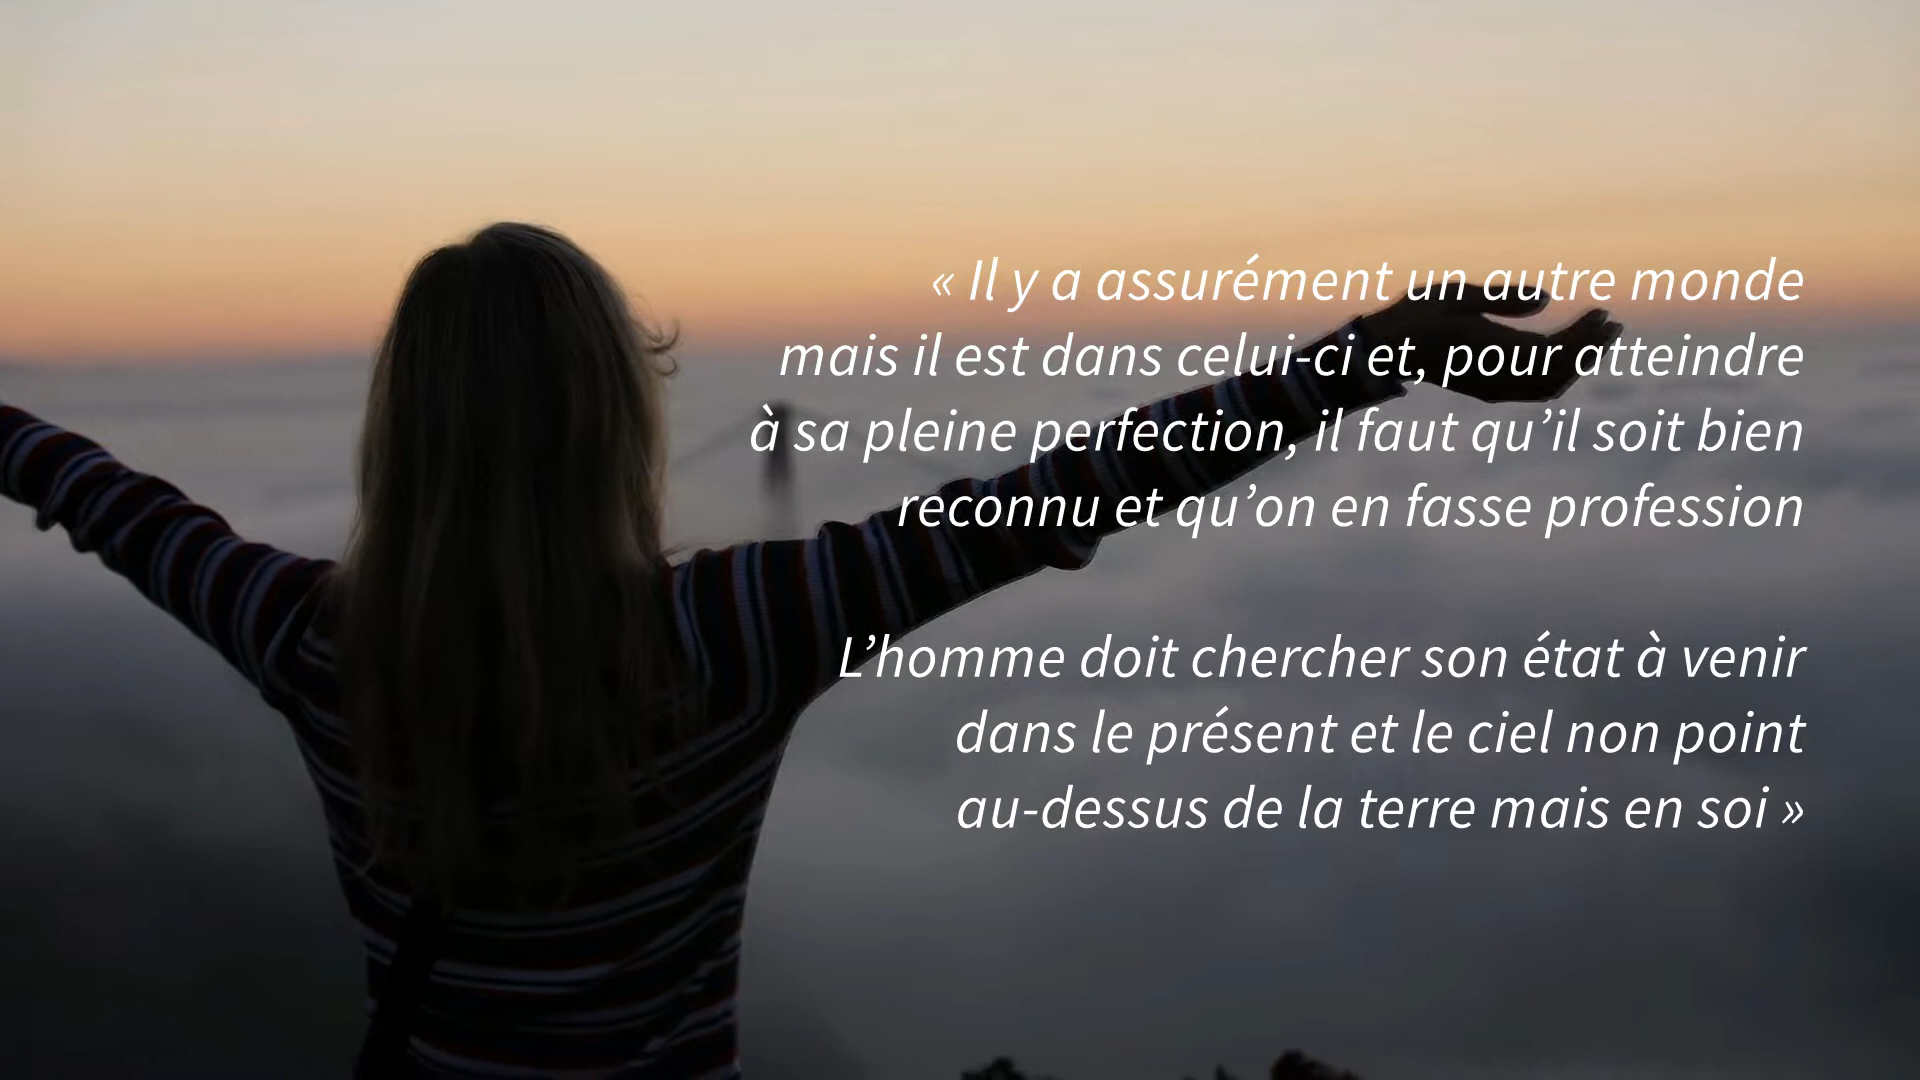 « Il y a assurément un autre monde
mais il est dans celui-ci et, pour atteindre
à sa pleine perfection, il faut qu’il soit bien
reconnu et qu’on en fasse profession
L’homme doit chercher son état à venir
dans le présent et le ciel non point
au-dessus de la terre mais en soi »